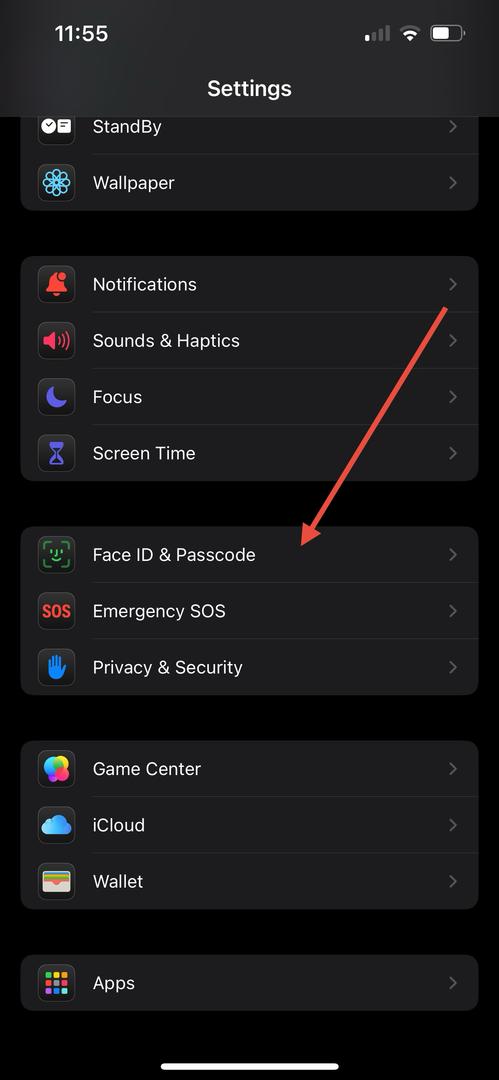 11:55
Settings
StandBy
Wallpaper
Notifications
Sounds & Haptics
Focus
Screen Time
Face ID & Passcode
SOS Emergency SOS
Privacy & Security
Game Center
iCloud
Wallet
Apps